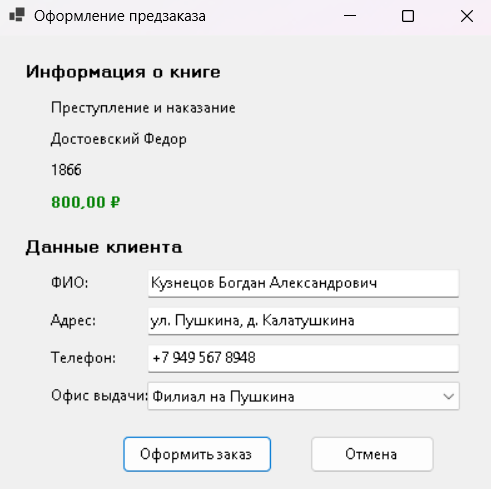 Оформление предзаказа
Информация о книге
Преступление и наказание
Достоевский Федор
1866
800,00 ₽
Данные клиента
ФИО: Кузнецов Богдан Александрович
Адрес: ул. Пушкина, д. Калатушкина
Телефон: +7 949 567 8948
Офис выдачи: Филиал на Пушкина
Оформить заказ Отмена